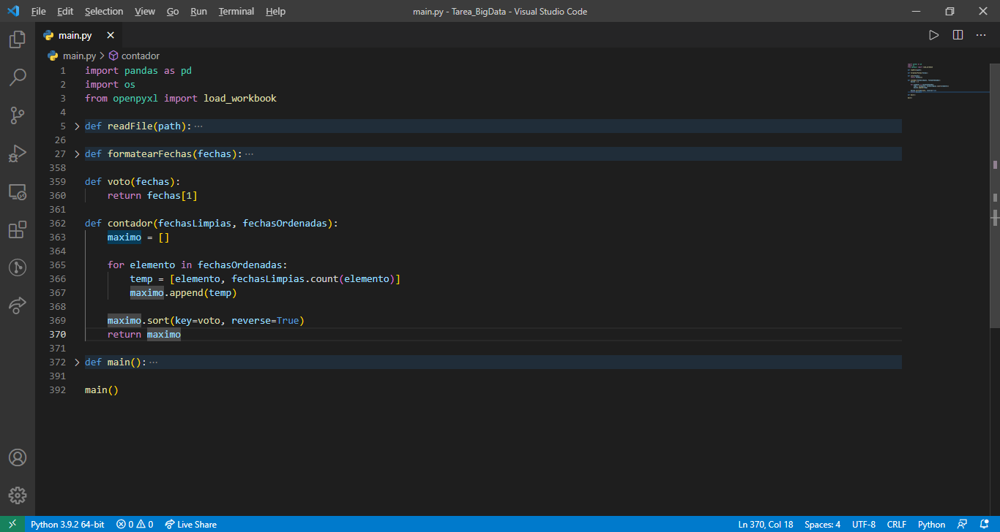 File Edit Selection View Go Run Terminal Help main.py - Tarea_BigData - Visual Studio Code
main.py
main.py > contador
1 import pandas as pd
2 import os
3 from openpyxl import load_workbook
4
5 def readFile(path): ···
26
27 def formatearFechas(fechas): ···
358
359 def voto(fechas):
360     return fechas[1]
361
362 def contador(fechasLimpias, fechasOrdenadas):
363     maximo = []
364
365     for elemento in fechasOrdenadas:
366         temp = [elemento, fechasLimpias.count(elemento)]
367         maximo.append(temp)
368
369     maximo.sort(key=voto, reverse=True)
370     return maximo
371
372 def main(): ···
391
392 main()
Python 3.9.2 64-bit 0 0 Live Share Ln 370, Col 18 Spaces: 4 UTF-8 CRLF Python